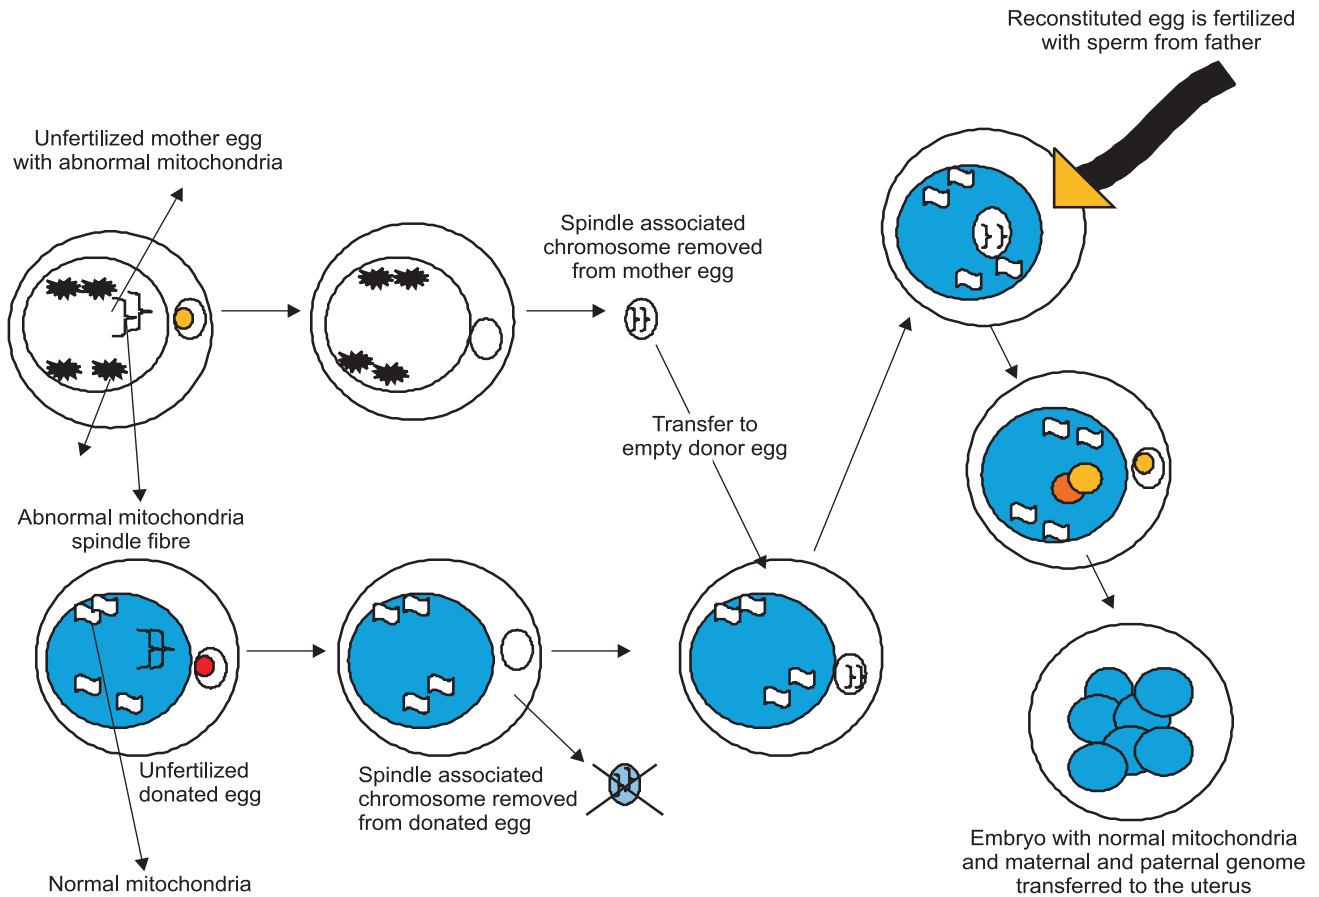 Reconstituted egg is fertilized
with sperm from father
Unfertilized mother egg
with abnormal mitochondria
Spindle associated
chromosome removed
from mother egg
Transfer to
empty donor egg
Abnormal mitochondria
spindle fibre
Unfertilized
donated egg
Spindle associated
chromosome removed
from donated egg
Normal mitochondria
Embryo with normal mitochondria
and maternal and paternal genome
transferred to the uterus